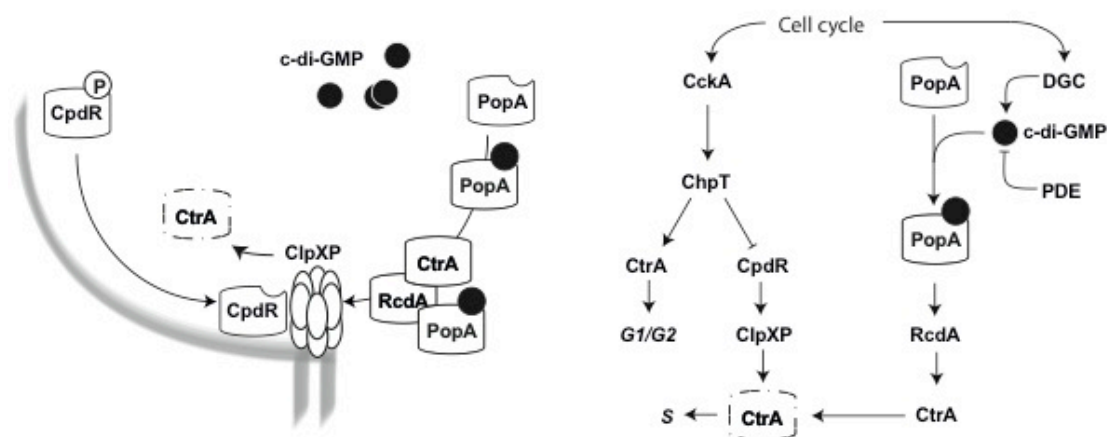 c-di-GMP
P
CpdR
PopA
PopA
CtrA
ClpXP
CtrA
CpdR
RcdA
PopA
Cell cycle
CckA
PopA
DGC
c-di-GMP
ChpT
PDE
PopA
CtrA
CpdR
G1/G2
ClpXP
RcdA
S
CtrA
CtrA